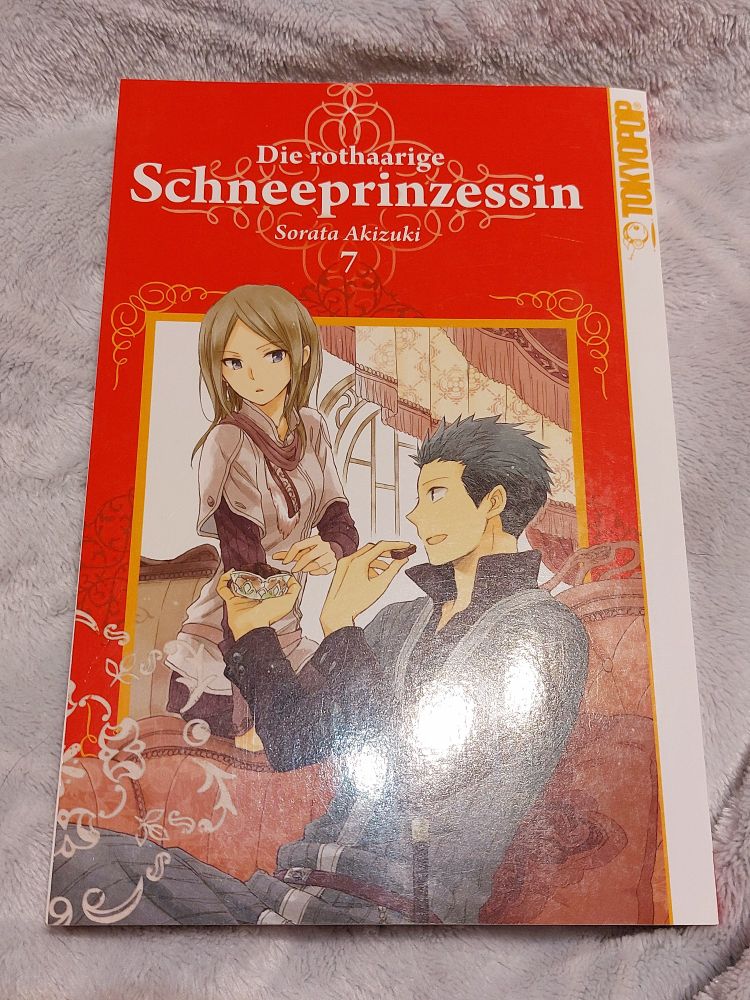 Die rothaarige
Schneeprinzessin
Sorata Akizuki
7
TOKYOPOP